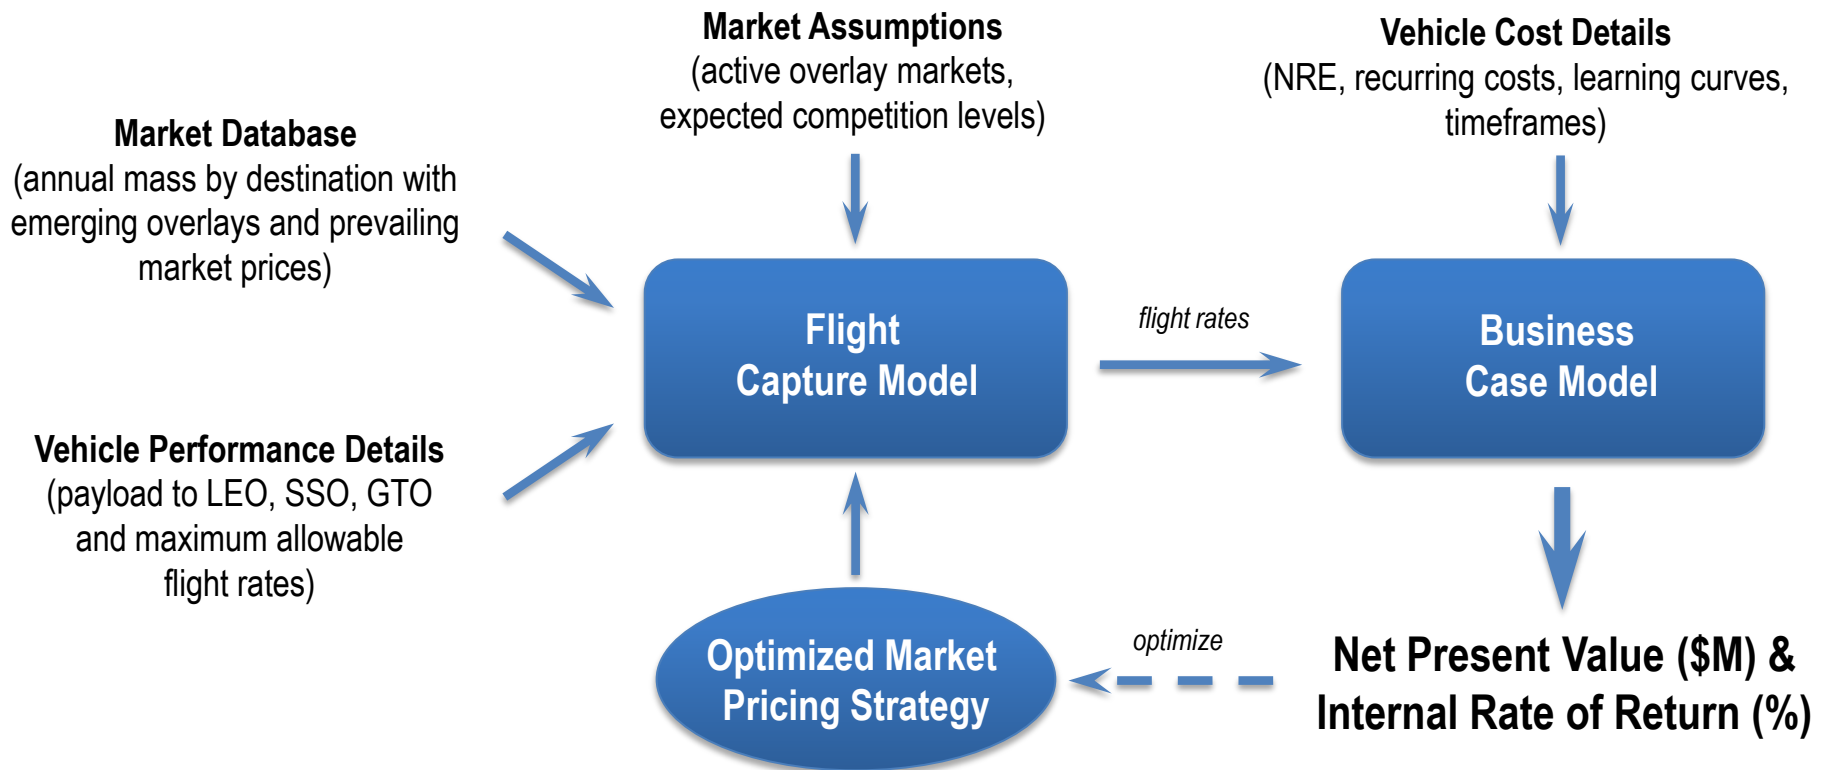 Market Assumptions
(active overlay markets,
expected competition levels)
Vehicle Cost Details
(NRE, recurring costs, learning curves,
timeframes)
Market Database
(annual mass by destination with
emerging overlays and prevailing
market prices)
Flight
Capture Model
flight rates
Business
Case Model
Vehicle Performance Details
(payload to LEO, SSO, GTO
and maximum allowable
flight rates)
Optimized Market
Pricing Strategy
optimize
Net Present Value ($M) &
Internal Rate of Return (%)